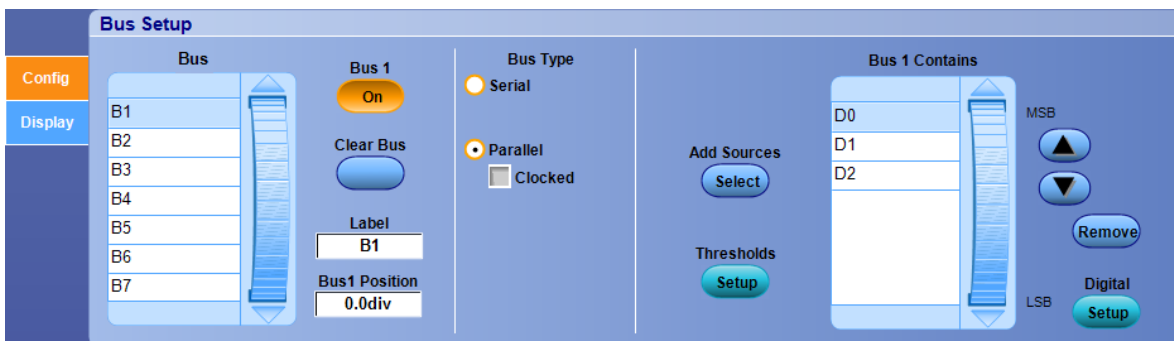 Bus Setup
Config
Display
Bus
B1
B2
B3
B4
B5
B6
B7
Bus 1
On
Clear Bus
Label
B1
Bus1 Position
0.0div
Bus Type
Serial
Parallel
Clocked
Add Sources
Select
Thresholds
Setup
Bus 1 Contains
D0
D1
D2
MSB
Remove
LSB
Digital
Setup